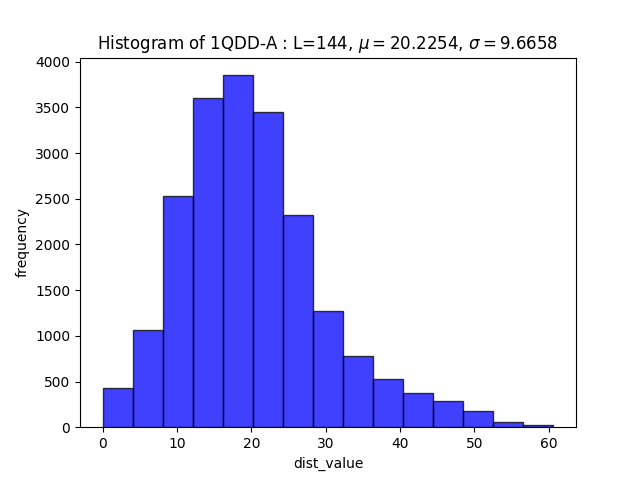 Histogram of 1QDD-A : L=144, μ = 20.2254, σ = 9.6658
4000
3500
3000
2500
2000
1500
1000
500
0
frequency
0 10 20 30 40 50 60
dist_value